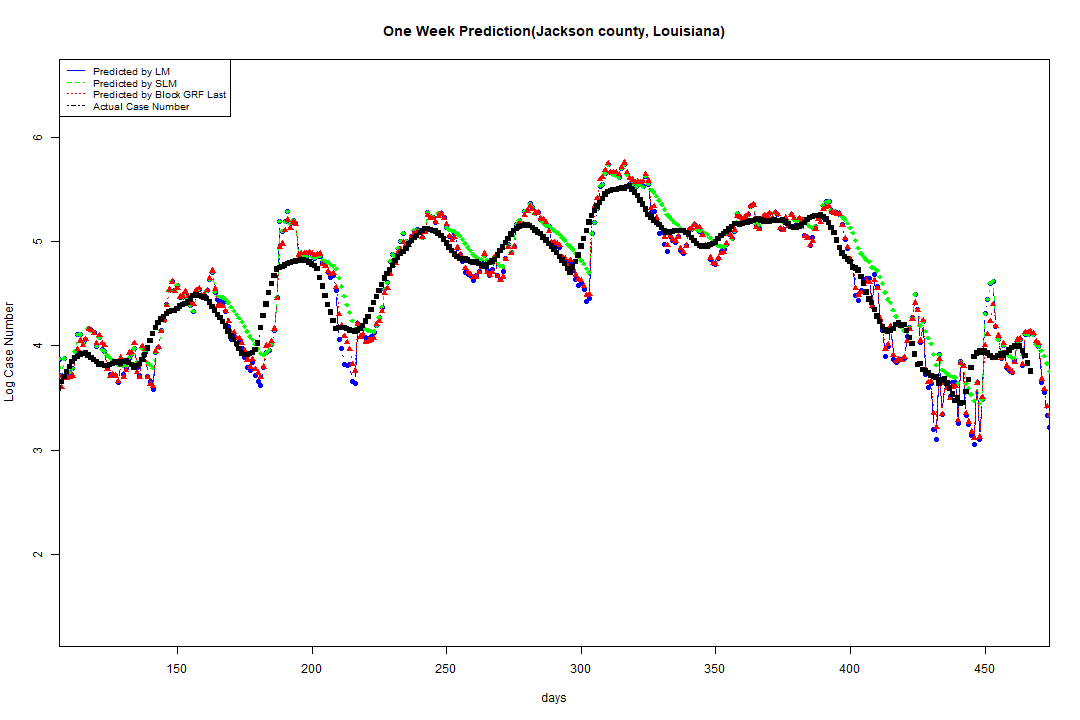 One Week Prediction(Jackson county, Louisiana)
Predicted by LM
Predicted by SLM
Predicted by Block GRF Last
Actual Case Number
6
5
4
3
2
Log Case Number
150 200 250 300 350 400 450
days